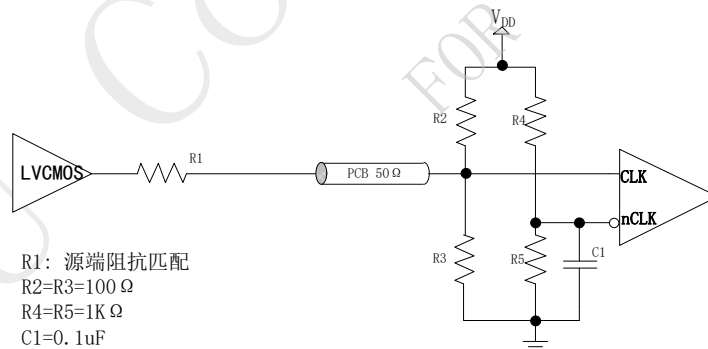 V_DD
R2
R4
R1
LVCMOS
PCB 50Ω
CLK
nCLK
R3
R5
C1
R1: 源端阻抗匹配
R2=R3=100Ω
R4=R5=1KΩ
C1=0.1uF
FOR